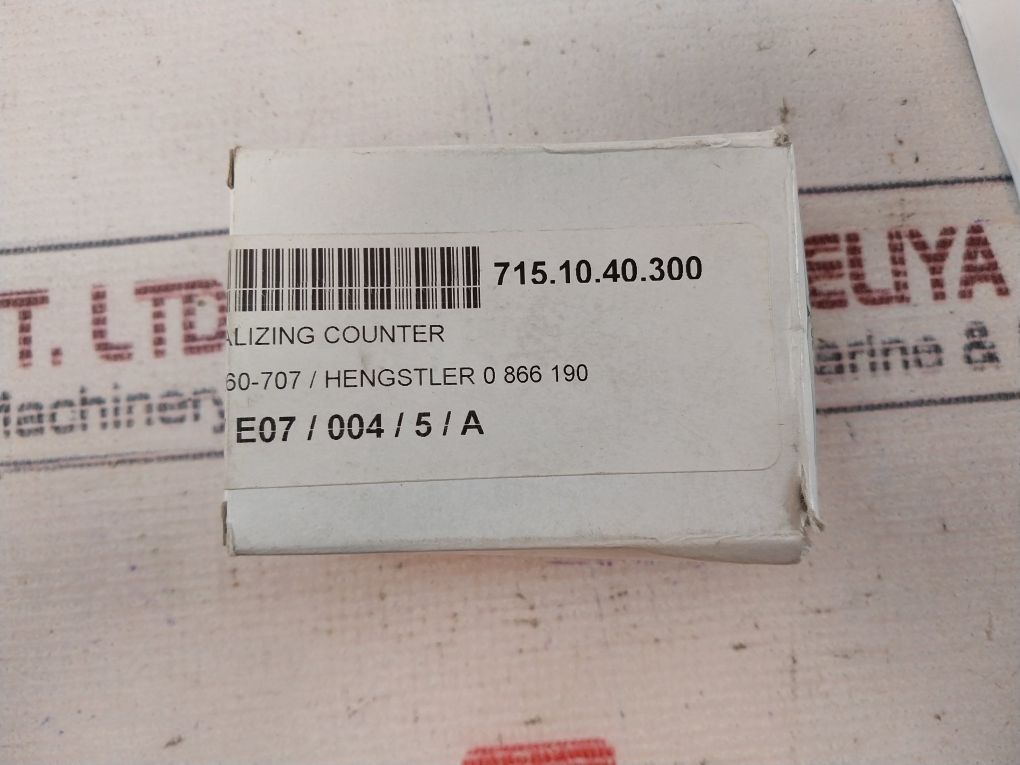 715.10.40.300
ALIZING COUNTER
60-707 / HENGSTLER 0 866 190
E07 / 004 / 5 / A
T. LTD
Machinery
ELIYA
arine &